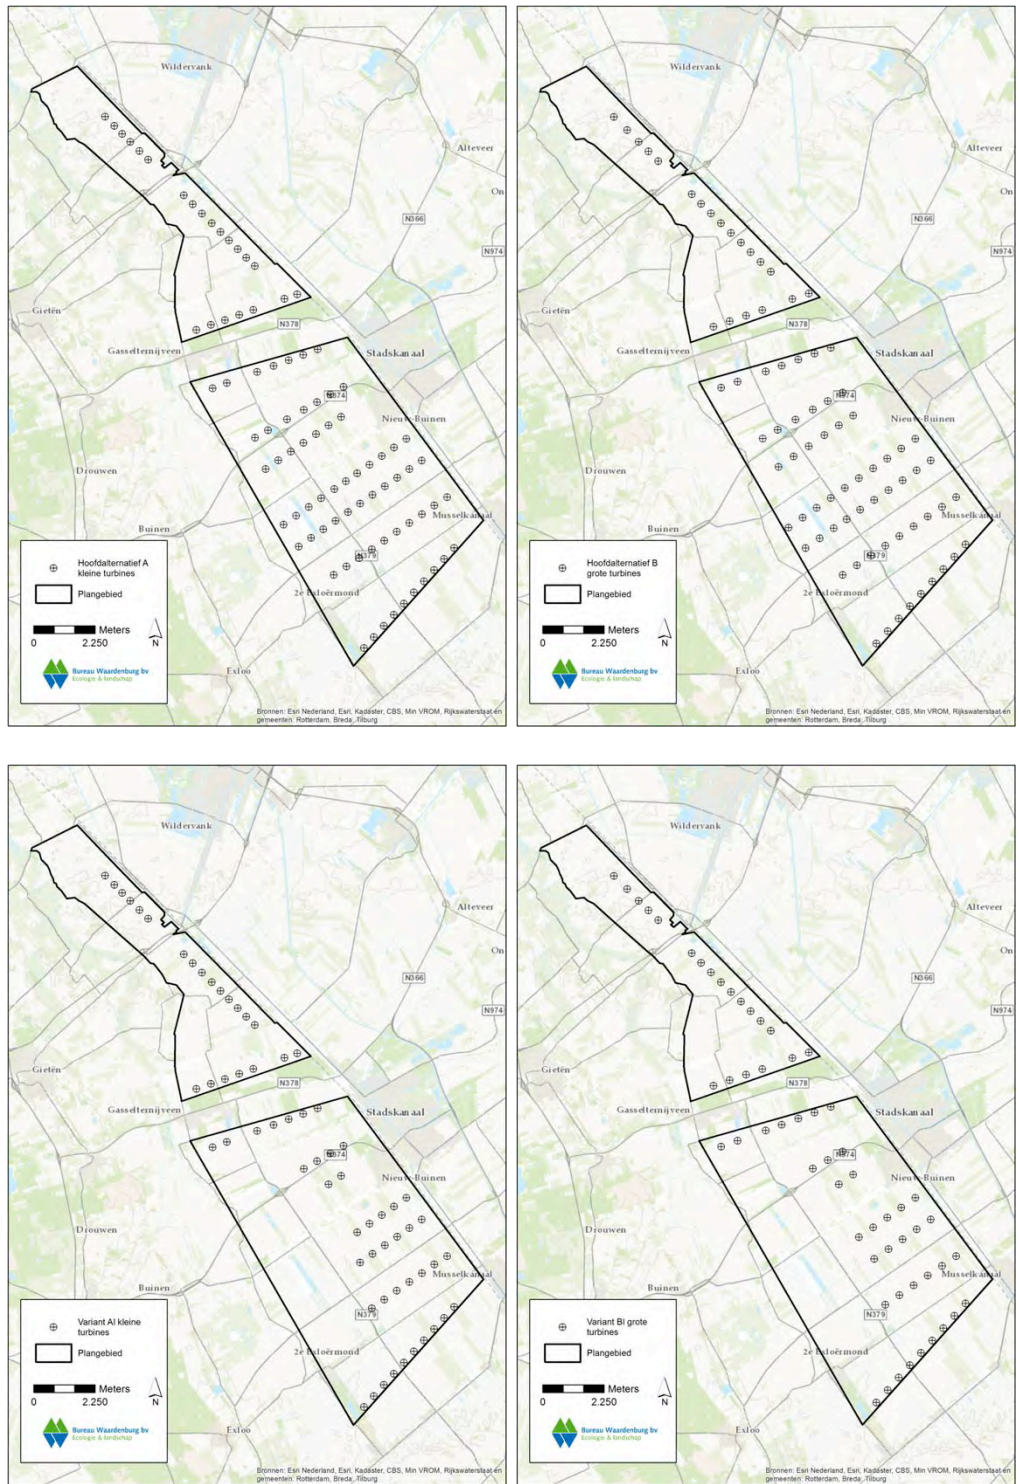 Wildervank
Alteveer
On
N366
N974
Gieten
N378
Gasselternijveen
Stadskanaal
N374
Nieuw-Buinen
Drouwen
Buinen
Musselkanaal
N379
2e Exloërmond
Exloo
Hoofdalternatief A
kleine turbines
Plangebied
Meters
0 2.250
N
Bureau Waardenburg bv
Ecologie & landschap
Bronnen: Esri Nederland, Esri, Kadaster, CBS, Min VROM, Rijkswaterstaat en
gemeenten: Rotterdam, Breda, Tilburg
Wildervank
Alteveer
On
N366
N974
Gieten
N378
Gasselternijveen
Stadskanaal
N374
Nieuw-Buinen
Drouwen
Buinen
Musselkanaal
N379
2e Exloërmond
Exloo
Hoofdalternatief B
grote turbines
Plangebied
Meters
0 2.250
N
Bureau Waardenburg bv
Ecologie & landschap
Bronnen: Esri Nederland, Esri, Kadaster, CBS, Min VROM, Rijkswaterstaat en
gemeenten: Rotterdam, Breda, Tilburg
Wildervank
Alteveer
On
N366
N974
Gieten
N378
Gasselternijveen
Stadskanaal
N374
Nieuw-Buinen
Drouwen
Buinen
Musselkanaal
N379
2e Exloërmond
Exloo
Variant AI kleine
turbines
Plangebied
Meters
0 2.250
N
Bureau Waardenburg bv
Ecologie & landschap
Bronnen: Esri Nederland, Esri, Kadaster, CBS, Min VROM, Rijkswaterstaat en
gemeenten: Rotterdam, Breda, Tilburg
Wildervank
Alteveer
On
N366
N974
Gieten
N378
Gasselternijveen
Stadskanaal
N374
Nieuw-Buinen
Drouwen
Buinen
Musselkanaal
N379
2e Exloërmond
Exloo
Variant BI grote
turbines
Plangebied
Meters
0 2.250
N
Bureau Waardenburg bv
Ecologie & landschap
Bronnen: Esri Nederland, Esri, Kadaster, CBS, Min VROM, Rijkswaterstaat en
gemeenten: Rotterdam, Breda, Tilburg